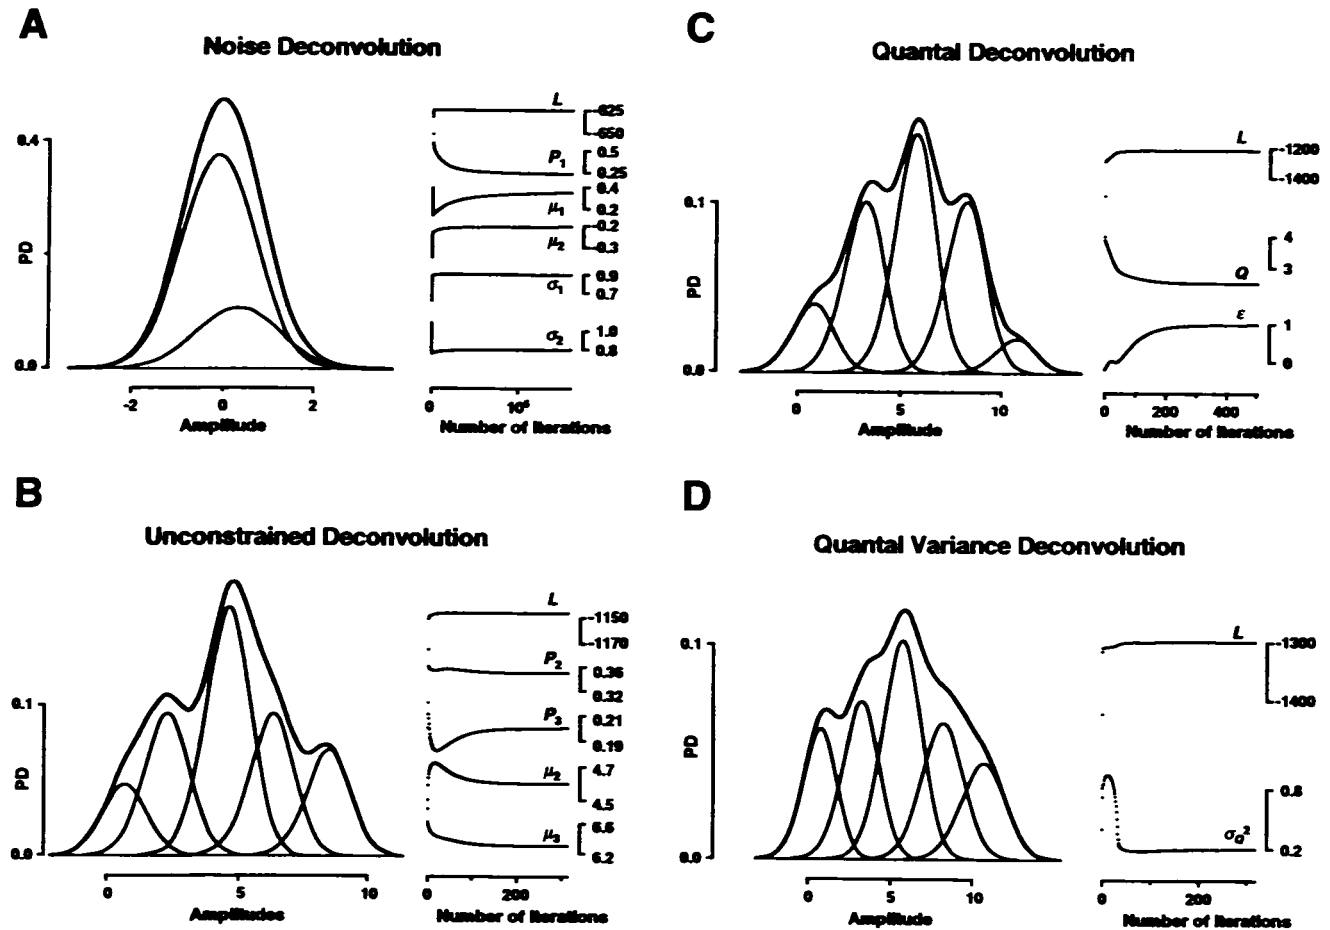 A
Noise Deconvolution
PD
0.4
0.0
-2 0 2
Amplitude
L
-625
-650
P1
0.5
0.25
μ1
0.4
0.2
μ2
-0.2
-0.3
σ1
0.9
0.7
σ2
1.0
0.8
0 10⁵
Number of Iterations
C
Quantal Deconvolution
PD
0.1
0.0
0 5 10
Amplitude
L
-1200
-1400
Q
4
3
ε
1
0
0 200 400
Number of Iterations
B
Unconstrained Deconvolution
PD
0.1
0.0
0 5 10
Amplitudes
L
-1150
-1170
P2
0.36
0.32
P3
0.21
0.19
μ2
4.7
4.5
μ3
6.6
6.2
0 200
Number of Iterations
D
Quantal Variance Deconvolution
PD
0.1
0.0
0 5 10
Amplitude
L
-1300
-1400
σQ²
0.8
0.2
0 200
Number of Iterations